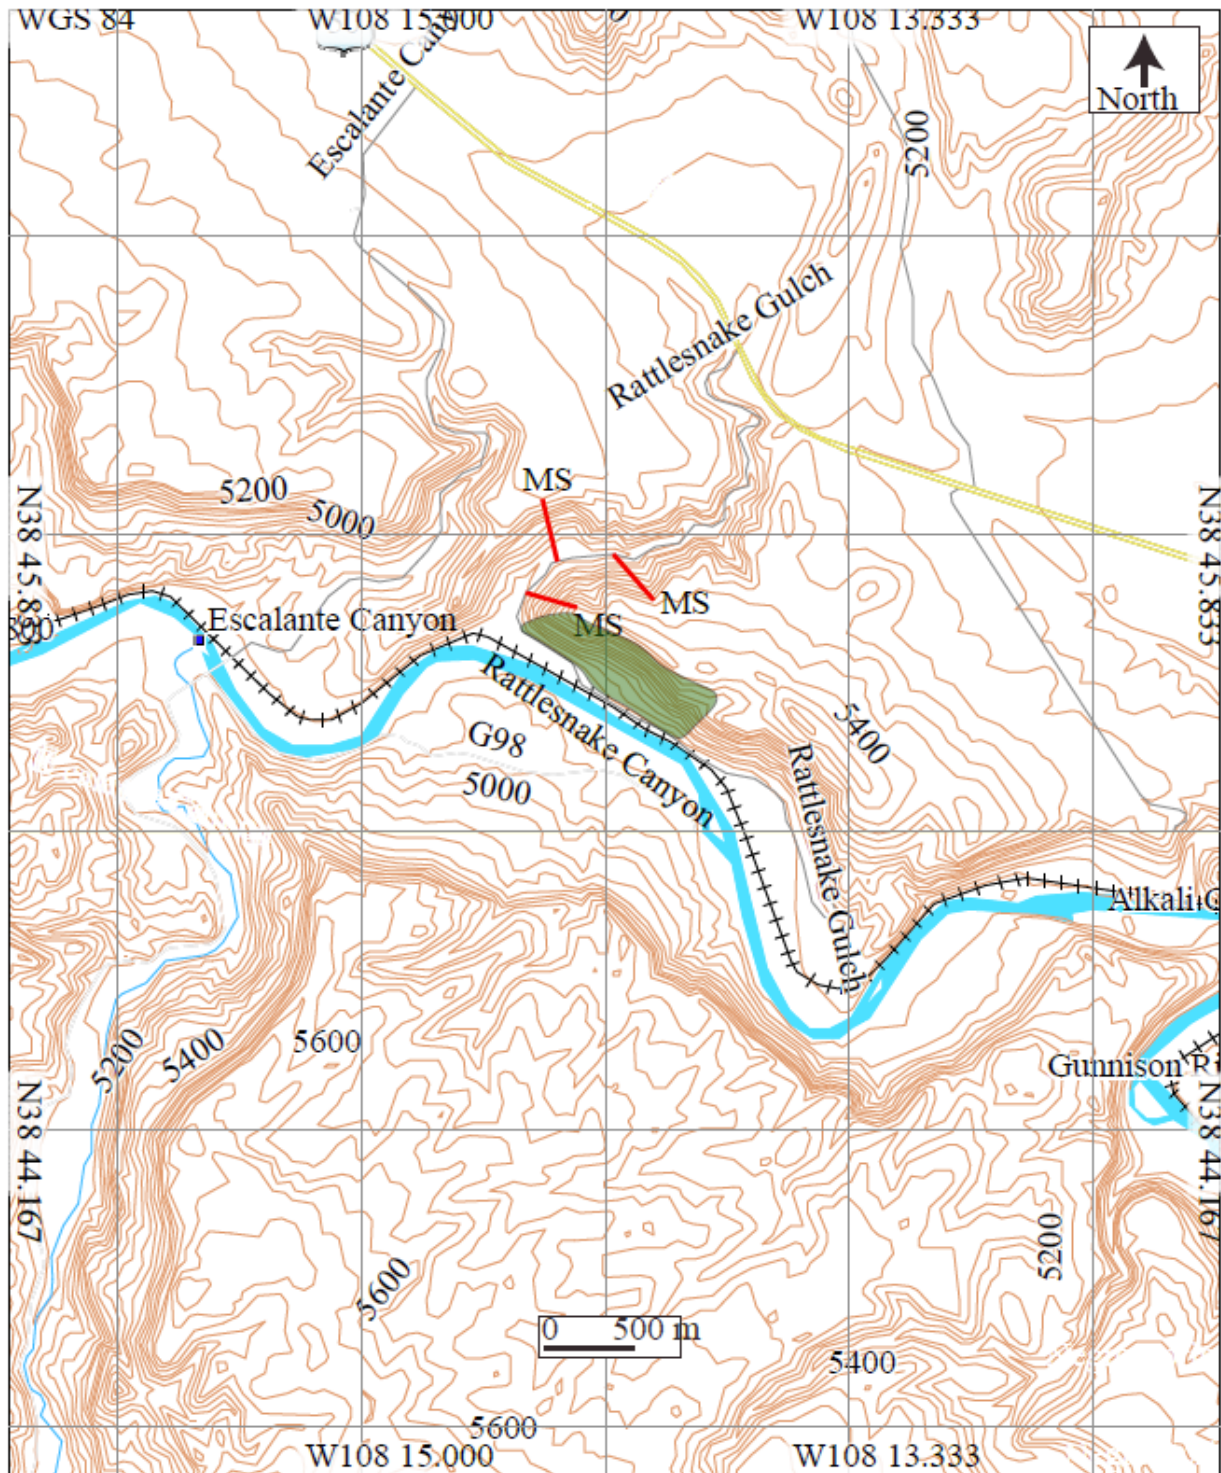 WGS 84
W108 15.000
W108 13.333
North
Escalante Cany
5200
Rattlesnake Gulch
MS
5200
5000
N38 45.833
N38 45.833
MS
MS
Escalante Canyon
Rattlesnake Canyon
G98
5000
5400
Rattlesnake Gulch
Alkali
5200
5400
5600
Gunnison Ri
N38 44.167
N38 44.167
5200
5600
0 500 m
5400
5600
W108 15.000
W108 13.333